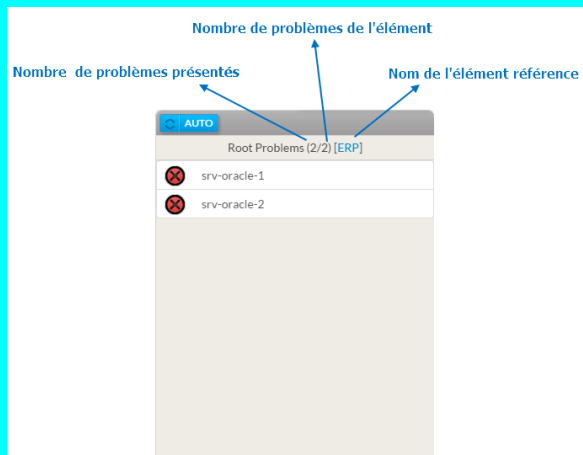 Nombre de problèmes de l'élément
Nombre de problèmes présentés
Nom de l'élément référence
AUTO
Root Problems (2/2) [ERP]
srv-oracle-1
srv-oracle-2